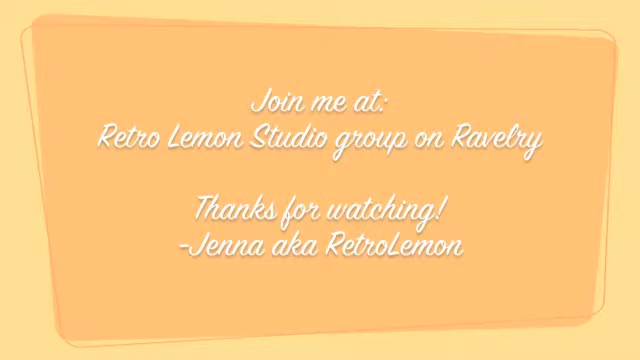 Join me at:
Retro Lemon Studio group on Ravelry
Thanks for watching!
-Jenna aka RetroLemon